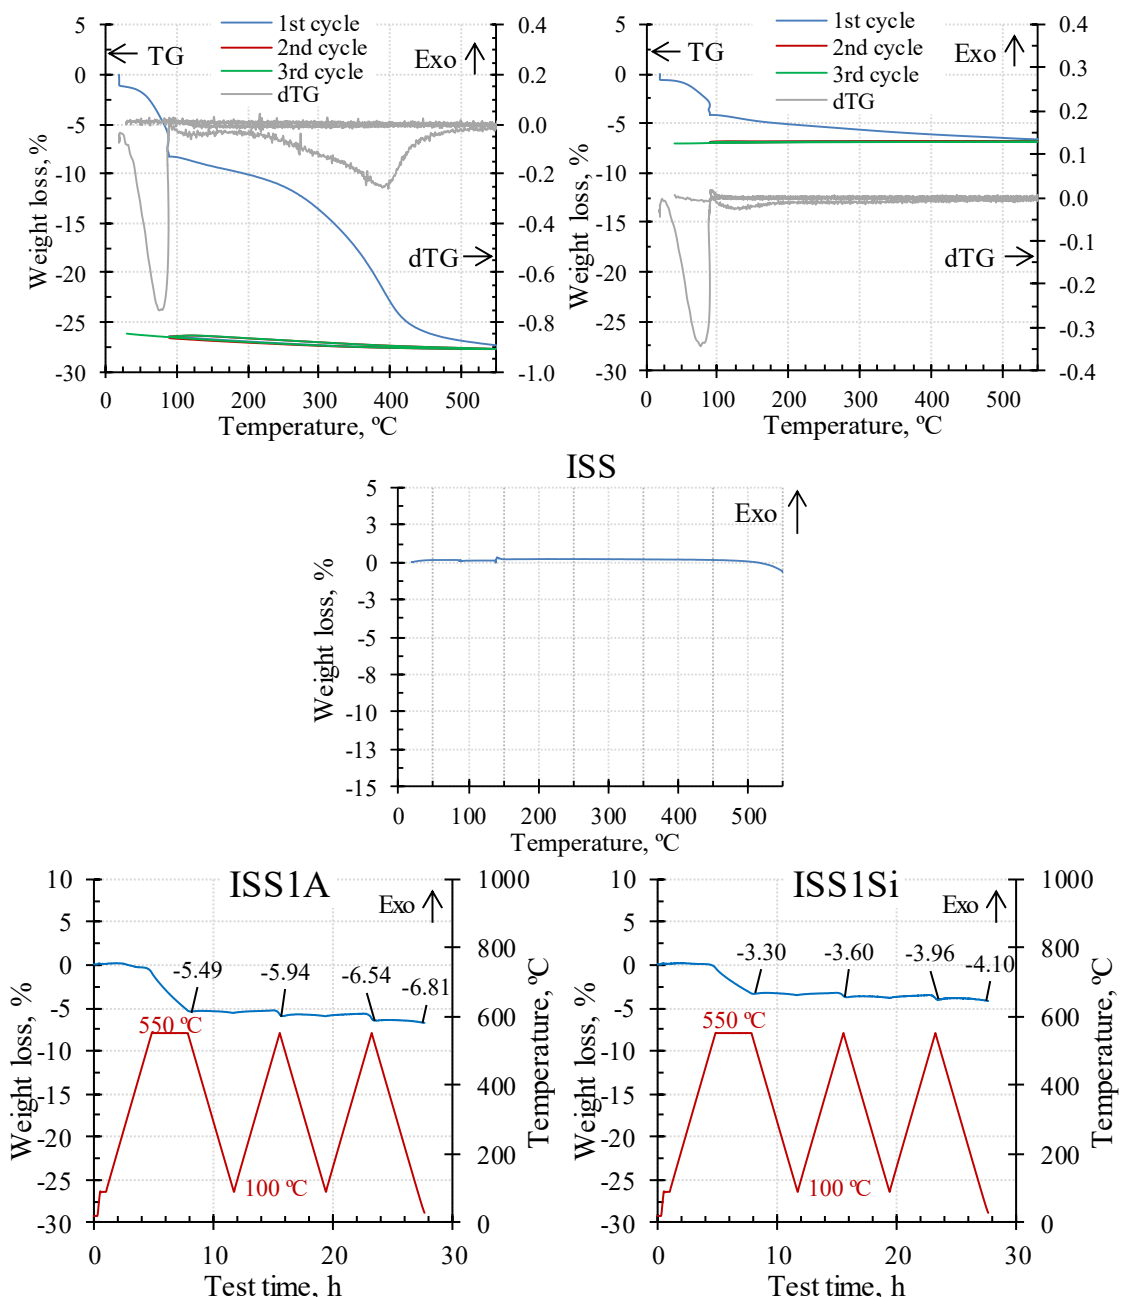 1st cycle
2nd cycle
3rd cycle
dTG
← TG
Exo ↑
dTG →
5
0
-5
-10
-15
-20
-25
-30
Weight loss, %
0.4
0.2
0.0
-0.2
-0.4
-0.6
-0.8
-1.0
0 100 200 300 400 500
Temperature, ºC
1st cycle
2nd cycle
3rd cycle
dTG
← TG
Exo ↑
dTG →
5
0
-5
-10
-15
-20
-25
-30
Weight loss, %
0.4
0.3
0.2
0.1
0.0
-0.1
-0.2
-0.3
-0.4
0 100 200 300 400 500
Temperature, ºC
ISS
Exo ↑
5
3
0
-3
-5
-8
-10
-13
-15
Weight loss, %
0 100 200 300 400 500
Temperature, ºC
ISS1A
Exo ↑
10
5
0
-5
-10
-15
-20
-25
-30
Weight loss, %
-5.49
-5.94
-6.54
-6.81
550 ºC
100 ºC
1000
800
600
400
200
0
Temperature, ºC
0 10 20 30
Test time, h
ISS1Si
Exo ↑
10
5
0
-5
-10
-15
-20
-25
-30
Weight loss, %
-3.30
-3.60
-3.96
-4.10
550 ºC
100 ºC
1000
800
600
400
200
0
Temperature, ºC
0 10 20 30
Test time, h